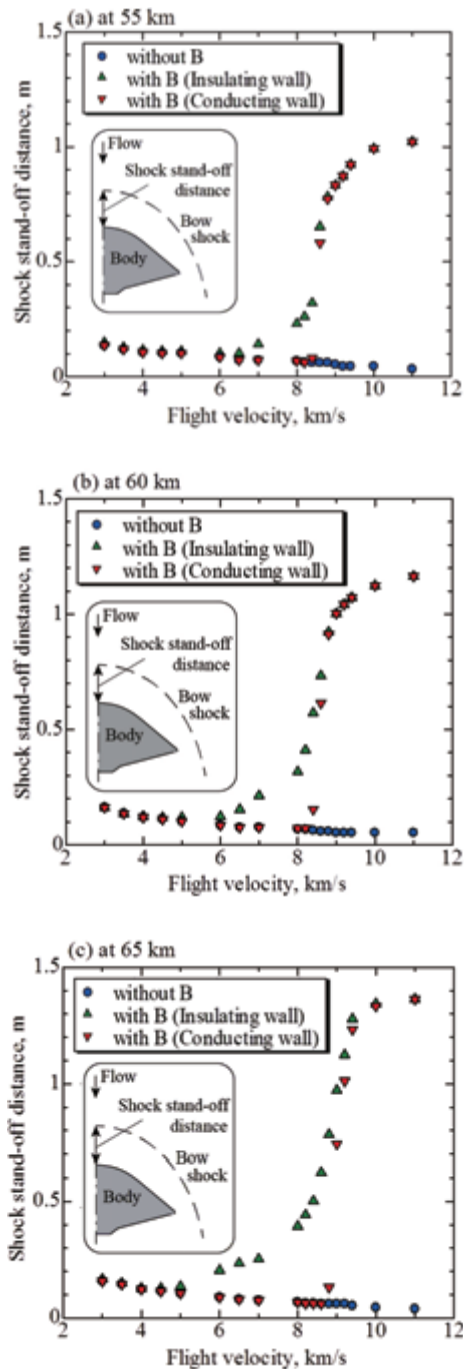 (a) at 55 km
1.5
without B
with B (Insulating wall)
with B (Conducting wall)
Shock stand-off distance, m
1
0.5
0
Flow
Shock stand-off
distance
Bow
shock
Body
2 4 6 8 10 12
Flight velocity, km/s
(b) at 60 km
1.5
without B
with B (Insulating wall)
with B (Conducting wall)
Shock stand-off dinstance, m
1
0.5
0
Flow
Shock stand-off
distance
Bow
shock
Body
2 4 6 8 10 12
Flight velocity, km/s
(c) at 65 km
1.5
without B
with B (Insulating wall)
with B (Conducting wall)
Shock stand-off distance, m
1
0.5
0
Flow
Shock stand-off
distance
Bow
shock
Body
2 4 6 8 10 12
Flight velocity, km/s